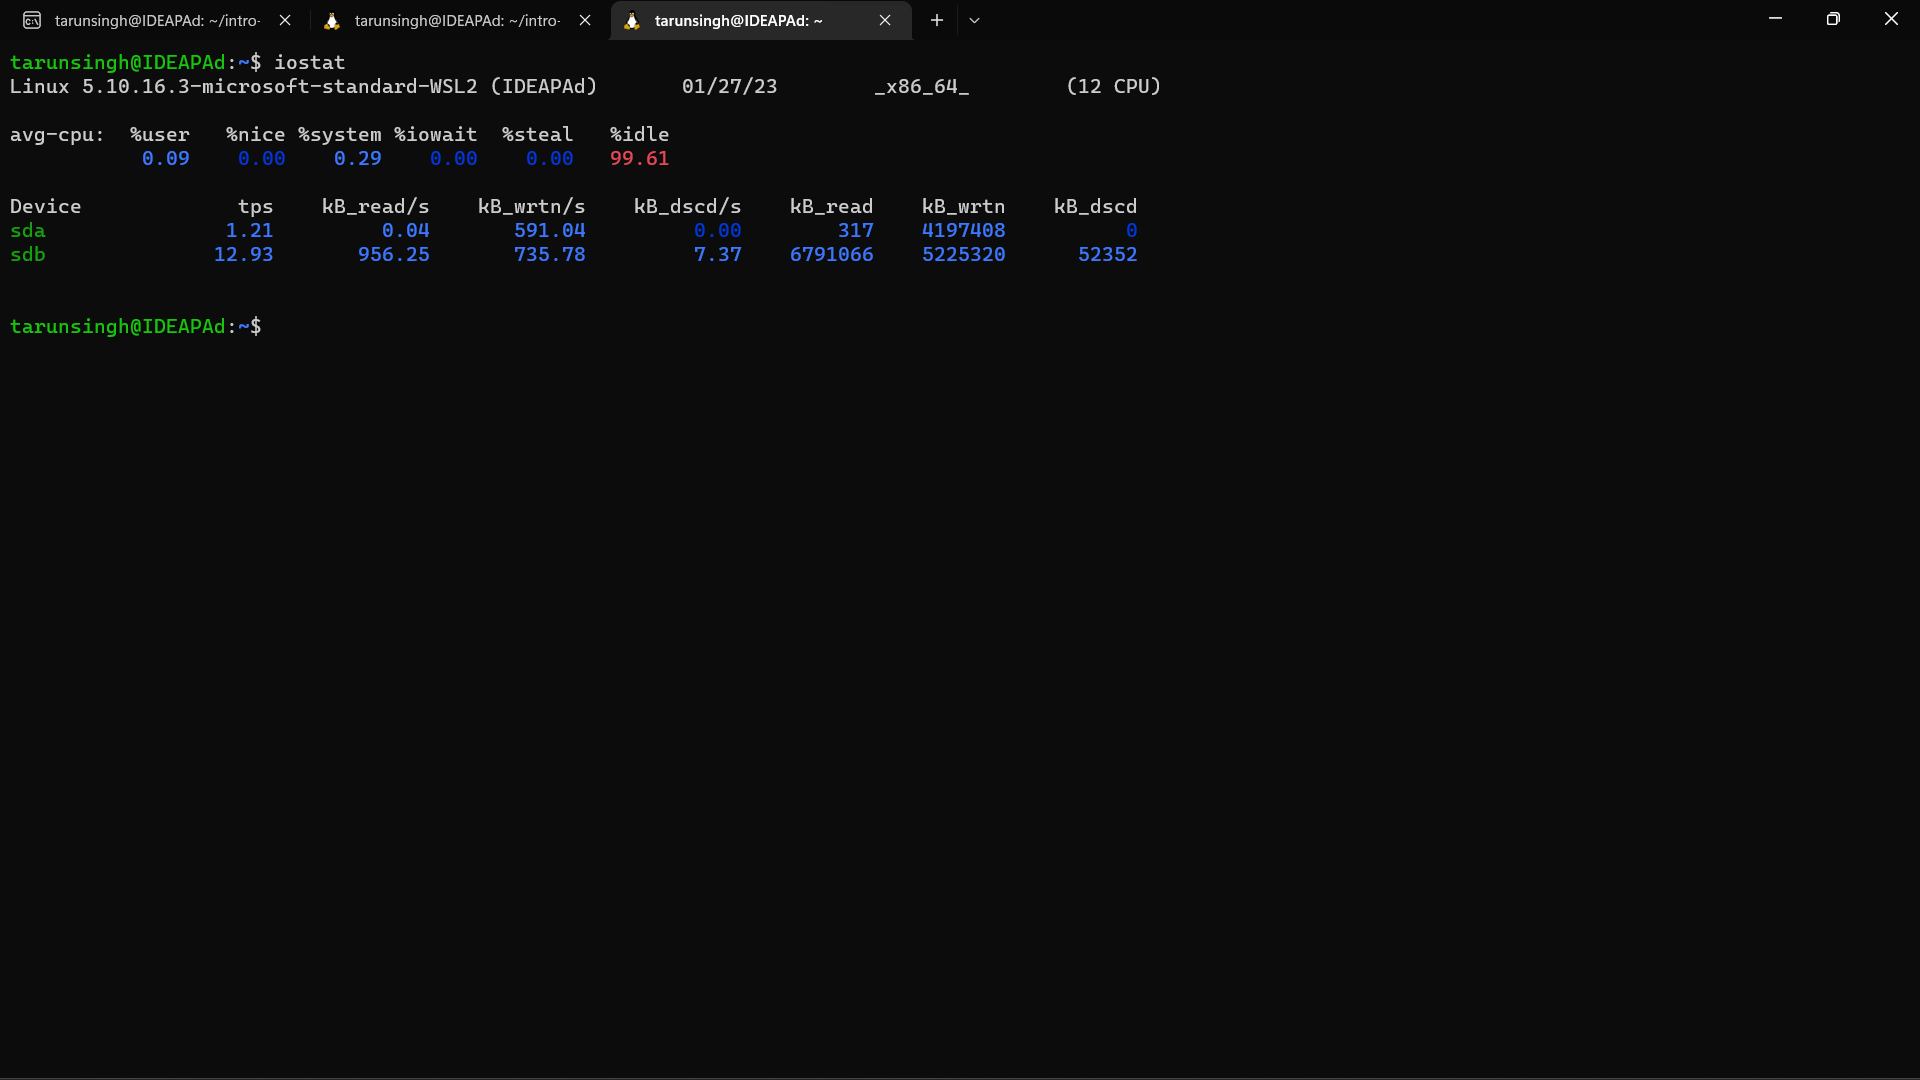 tarunsingh@IDEAPAd: ~/intro- tarunsingh@IDEAPAd: ~/intro- tarunsingh@IDEAPAd: ~
tarunsingh@IDEAPAd:~$ iostat
Linux 5.10.16.3-microsoft-standard-WSL2 (IDEAPAd) 01/27/23 _x86_64_ (12 CPU)
avg-cpu: %user %nice %system %iowait %steal %idle
0.09 0.00 0.29 0.00 0.00 99.61
Device tps kB_read/s kB_wrtn/s kB_dscd/s kB_read kB_wrtn kB_dscd
sda 1.21 0.04 591.04 0.00 317 4197408 0
sdb 12.93 956.25 735.78 7.37 6791066 5225320 52352
tarunsingh@IDEAPAd:~$